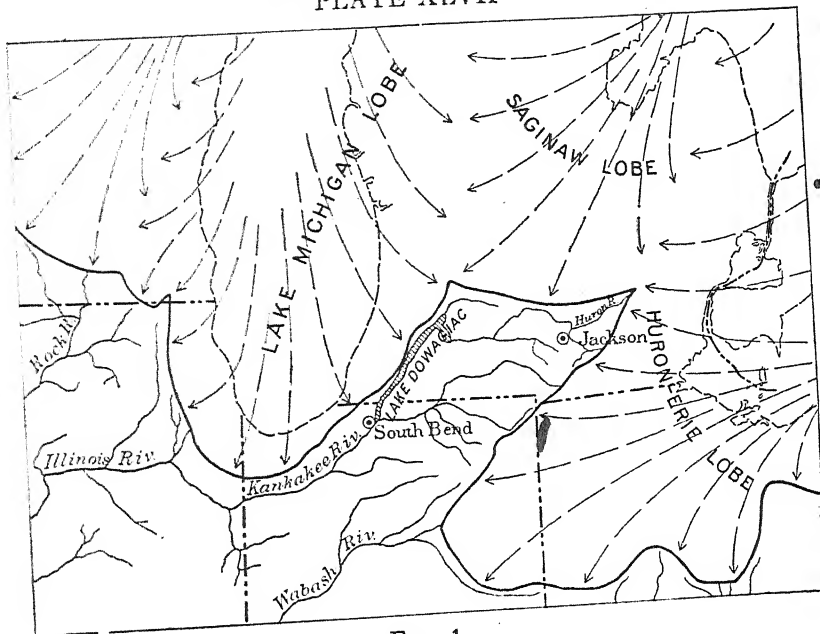 PLATE XLVII
LAKE MICHIGAN LOBE
SAGINAW LOBE
HURON-ERIE LOBE
Rock R.
Huron R.
Jackson
LAKE DOWAGIAC
South Bend
Illinois Riv.
Kankakee Riv.
Wabash Riv.